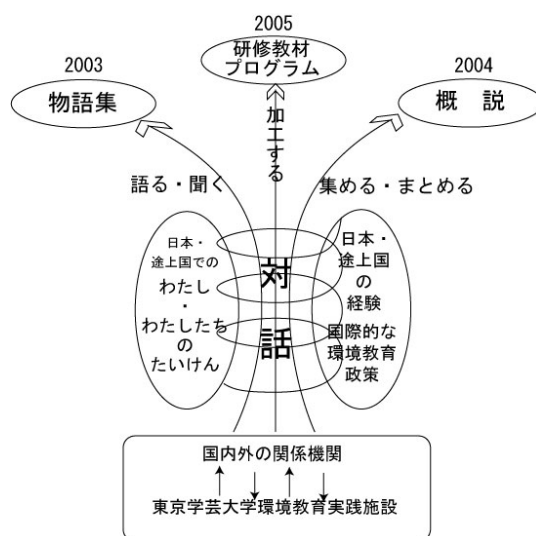 2005
研修教材
プログラム
2003
物語集
2004
概　説
加工する
語る・聞く
集める・まとめる
日本・
途上国での
わたし
・
わたしたち
の
たいけん
対
話
日本・
途上国
の
経験
国際的な
環境教育
政策
国内外の関係機関
東京学芸大学環境教育実践施設